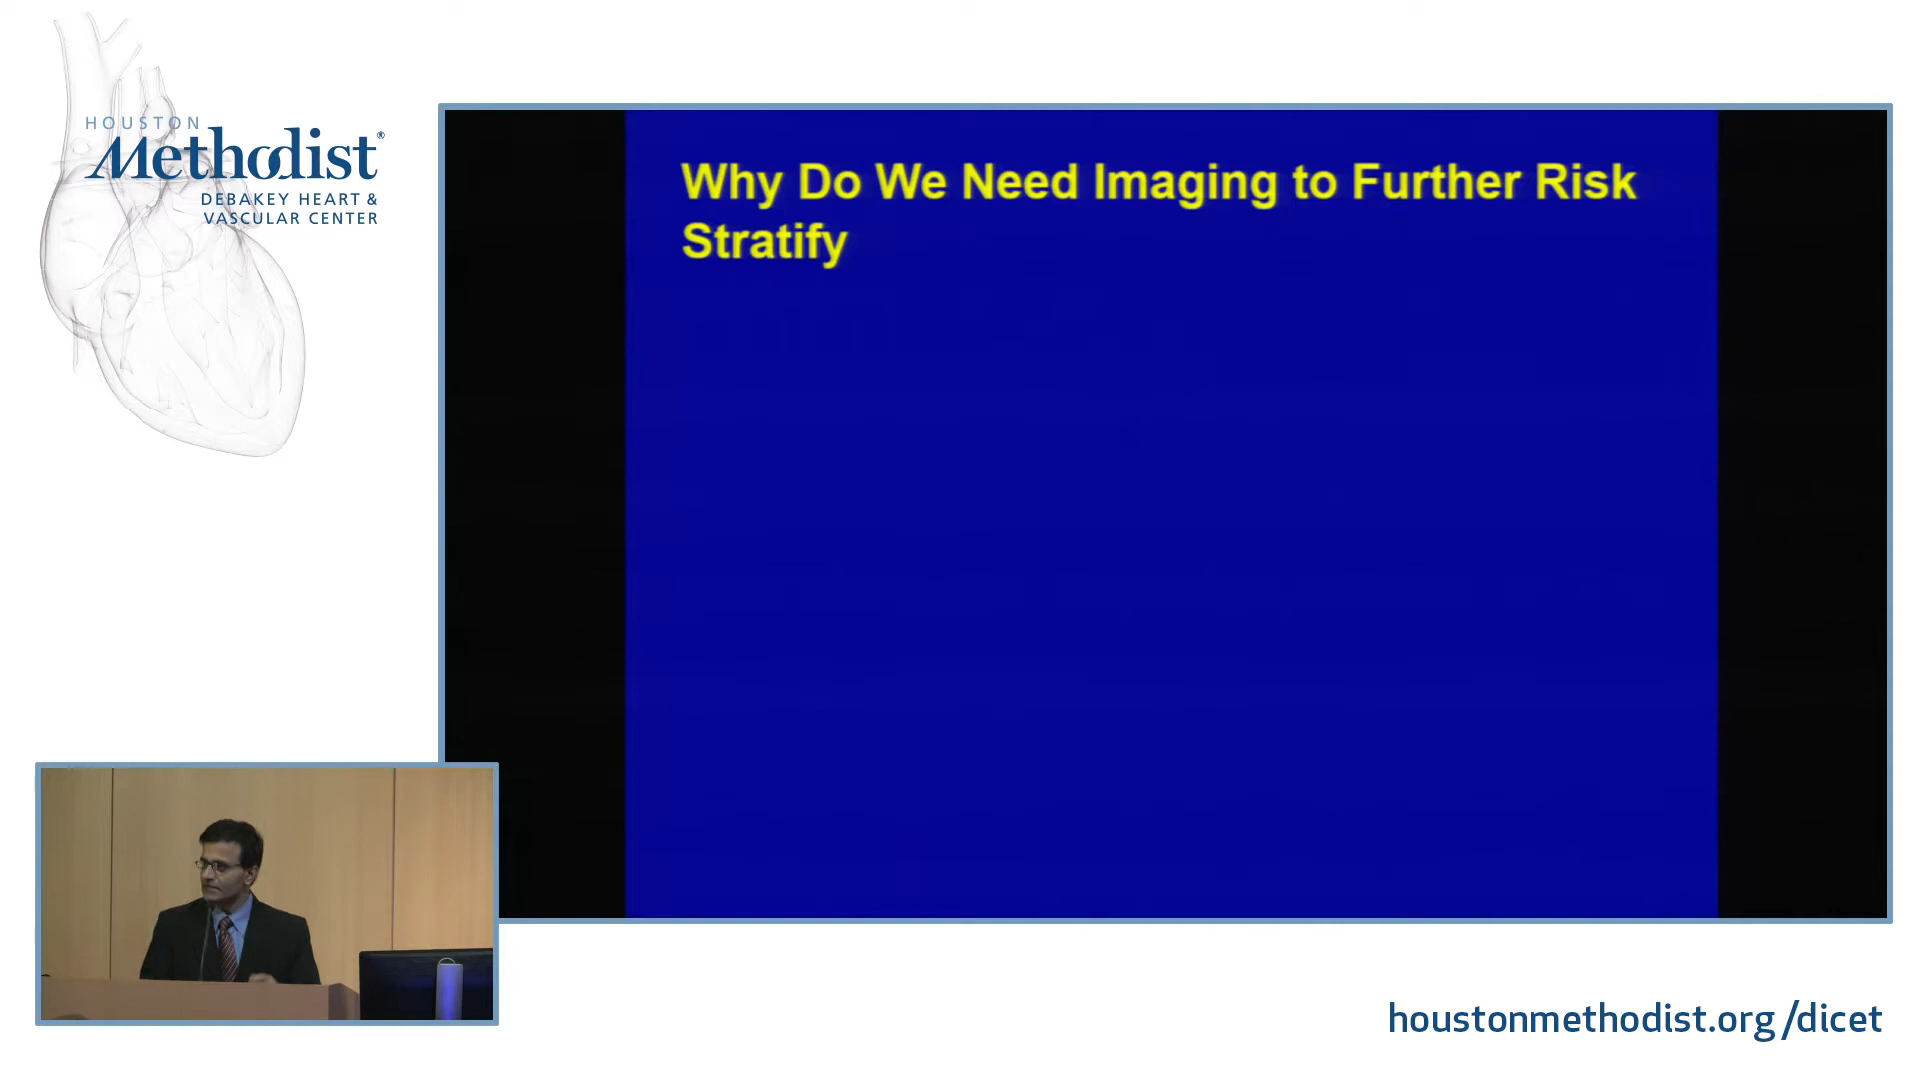 HOUSTON
Methodist®
DEBAKEY HEART &
VASCULAR CENTER
Why Do We Need Imaging to Further Risk
Stratify
houstonmethodist.org/dicet